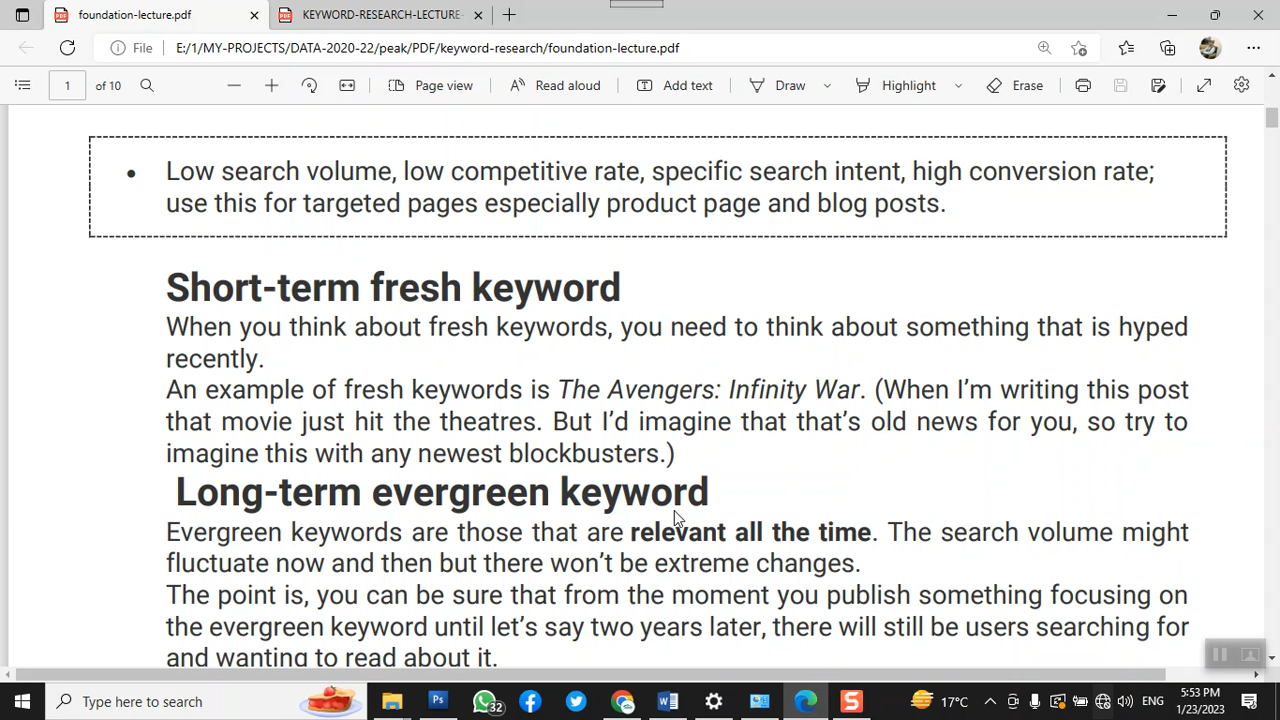 foundation-lecture.pdf
KEYWORD-RESEARCH-LECTURE-
File E:/1/MY-PROJECTS/DATA-2020-22/peak/PDF/keyword-research/foundation-lecture.pdf
1 of 10 Page view Read aloud Add text Draw Highlight Erase
Low search volume, low competitive rate, specific search intent, high conversion rate;
use this for targeted pages especially product page and blog posts.
Short-term fresh keyword
When you think about fresh keywords, you need to think about something that is hyped
recently.
An example of fresh keywords is The Avengers: Infinity War. (When I’m writing this post
that movie just hit the theatres. But I’d imagine that that’s old news for you, so try to
imagine this with any newest blockbusters.)
Long-term evergreen keyword
Evergreen keywords are those that are relevant all the time. The search volume might
fluctuate now and then but there won’t be extreme changes.
The point is, you can be sure that from the moment you publish something focusing on
the evergreen keyword until let’s say two years later, there will still be users searching for
and wanting to read about it.
Type here to search Ps 32 W S 17°C ENG 5:53 PM
1/23/2023